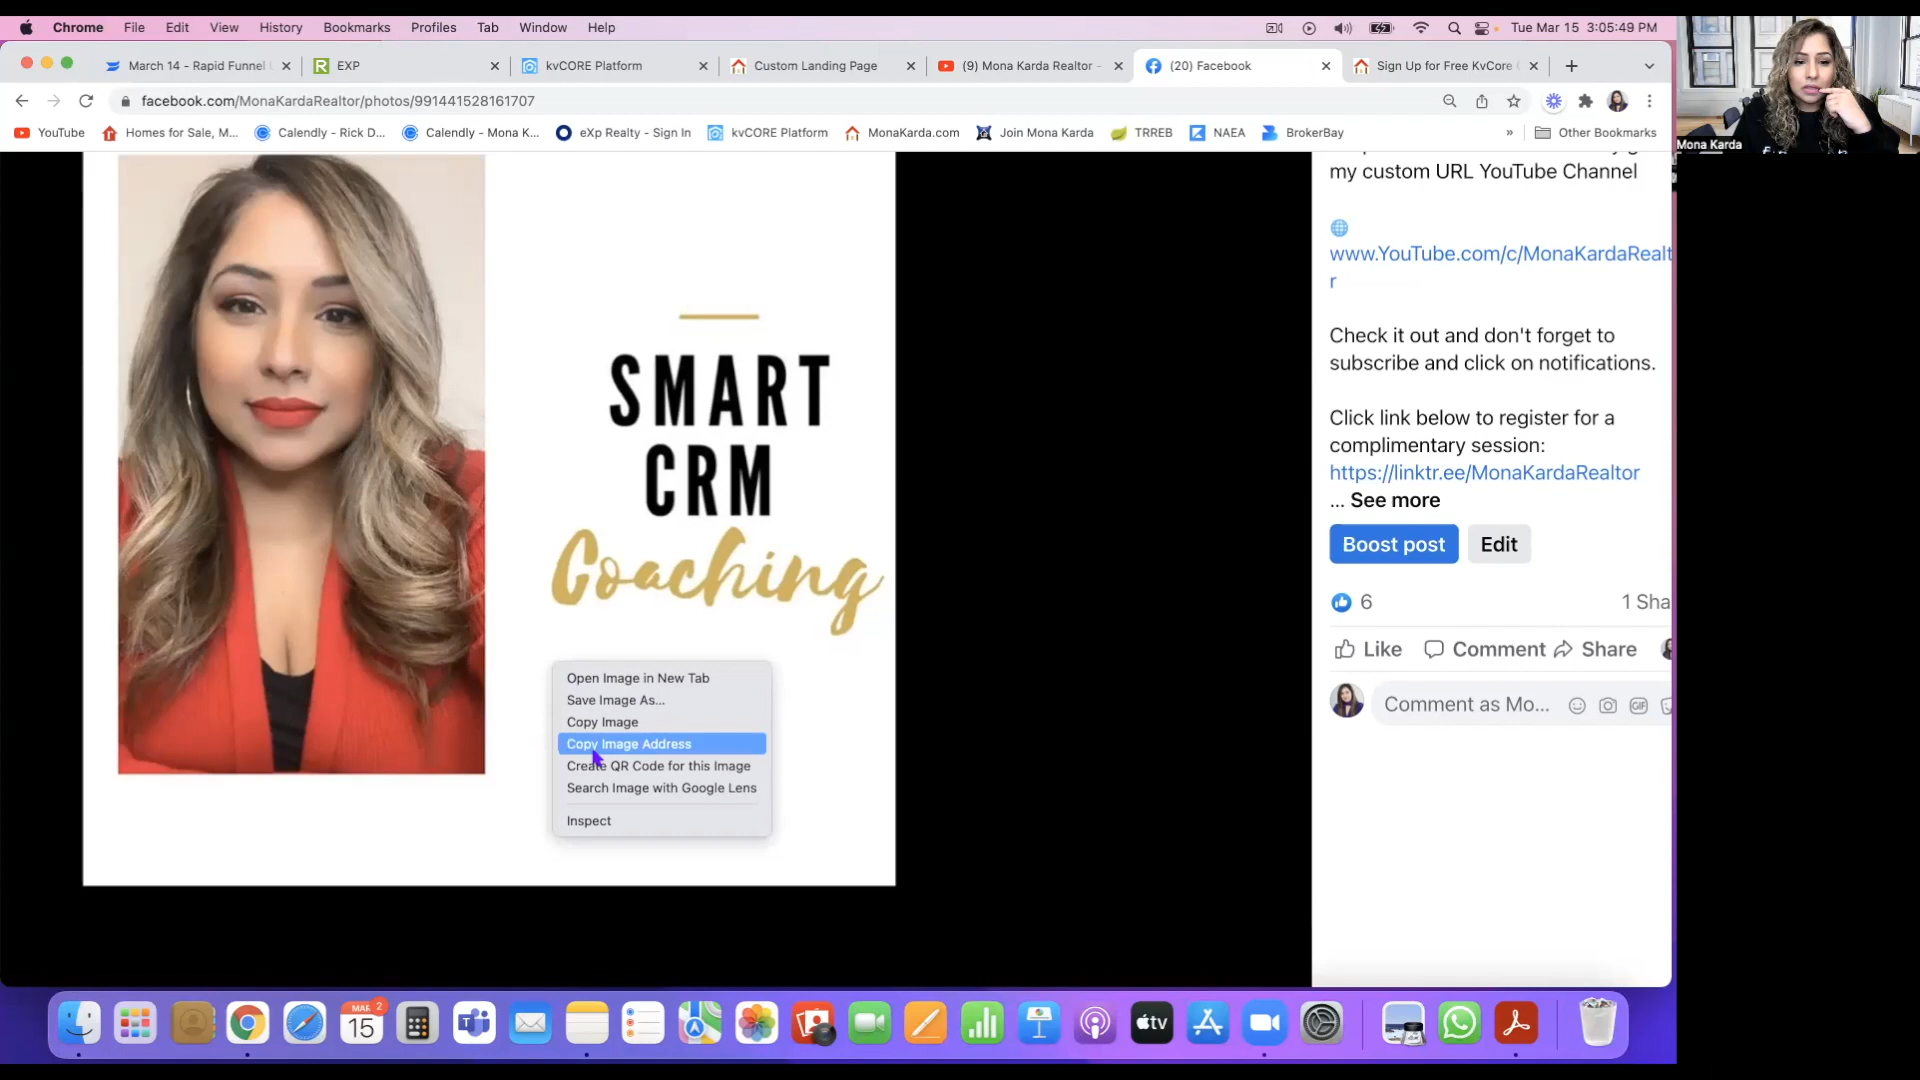 Chrome File Edit View History Bookmarks Profiles Tab Window Help
Tue Mar 15 3:05:49 PM
March 14 - Rapid Funnel
EXP
kvCORE Platform
Custom Landing Page
(9) Mona Karda Realtor -
(20) Facebook
Sign Up for Free KvCore
facebook.com/MonaKardaRealtor/photos/991441528161707
YouTube
Homes for Sale, M...
Calendly - Rick D...
Calendly - Mona K...
eXp Realty - Sign In
kvCORE Platform
MonaKarda.com
Join Mona Karda
TRREB
NAEA
BrokerBay
»
Other Bookmarks
Mona Karda
SMART
CRM
Coaching
Open Image in New Tab
Save Image As...
Copy Image
Copy Image Address
Create QR Code for this Image
Search Image with Google Lens
Inspect
my custom URL YouTube Channel
www.YouTube.com/c/MonaKardaRealt
r
Check it out and don't forget to
subscribe and click on notifications.
Click link below to register for a
complimentary session:
https://linktr.ee/MonaKardaRealtor
... See more
Boost post Edit
6 1 Sha
Like Comment Share
Comment as Mo... GIF
MAR 2
15
tv